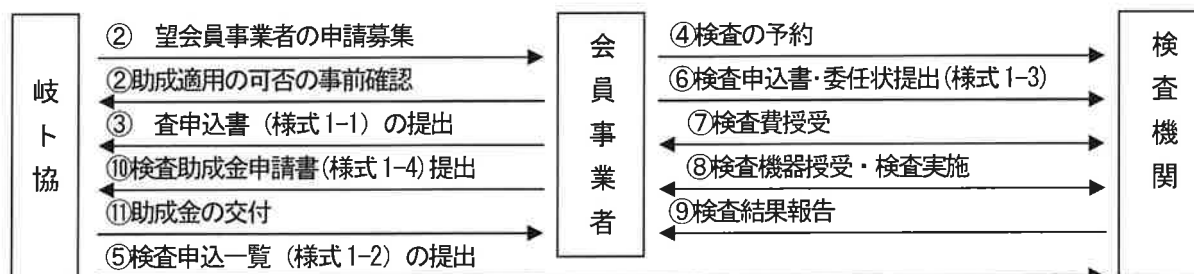 岐ト協
② 望会員事業者の申請募集
②助成適用の可否の事前確認
③ 査申込書（様式1-1）の提出
⑩検査助成金申請書(様式1-4)提出
⑪助成金の交付
⑤検査申込一覧（様式1-2）の提出
会員事業者
④検査の予約
⑥検査申込書・委任状提出(様式1-3)
⑦検査費授受
⑧検査機器授受・検査実施
⑨検査結果報告
検査機関